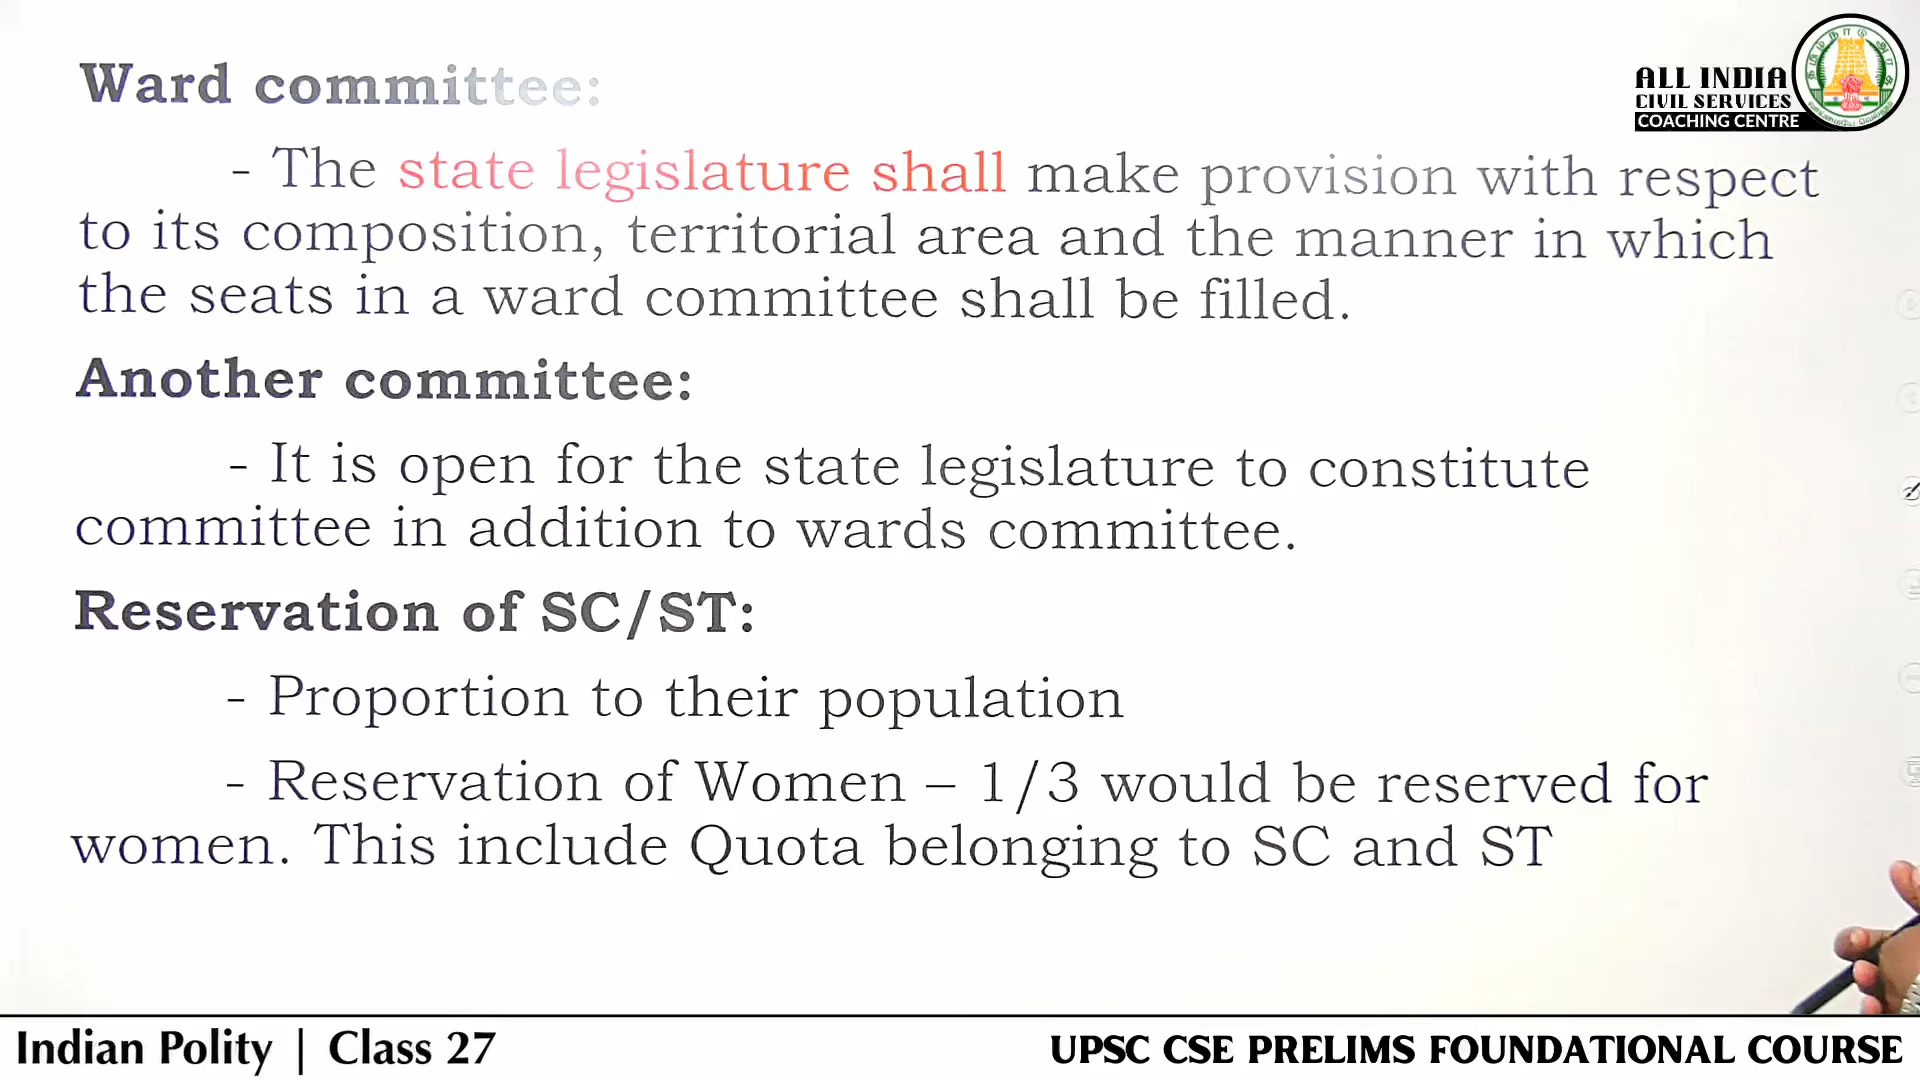 Ward committee:
ALL INDIA
CIVIL SERVICES
COACHING CENTRE
- The state legislature shall make provision with respect
to its composition, territorial area and the manner in which
the seats in a ward committee shall be filled.
Another committee:
- It is open for the state legislature to constitute
committee in addition to wards committee.
Reservation of SC/ST:
- Proportion to their population
- Reservation of Women – 1/3 would be reserved for
women. This include Quota belonging to SC and ST
Indian Polity | Class 27
UPSC CSE PRELIMS FOUNDATIONAL COURSE